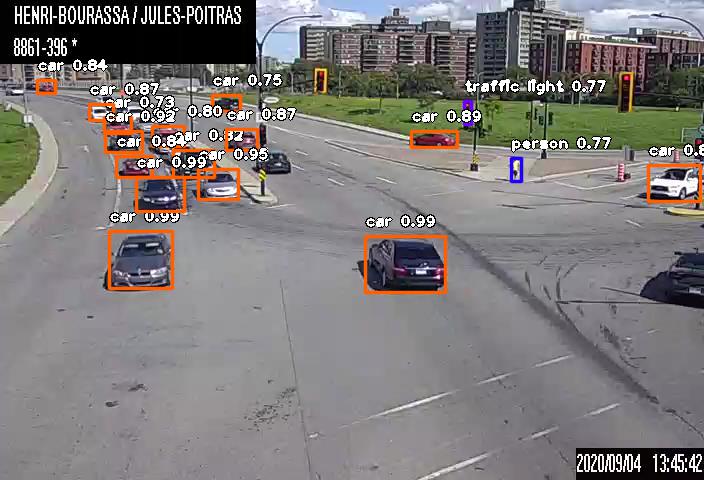 HENRI-BOURASSA / JULES-POITRAS
8861-396 *
car 0.84
car 0.75
car 0.87
car 0.73
0.80
car 0.87
traffic light 0.77
car 0.92
car 0.89
car 0.84
person 0.77
car 0.99
0.95
car 0.8
car 0.99
car 0.99
2020/09/04 13:45:42